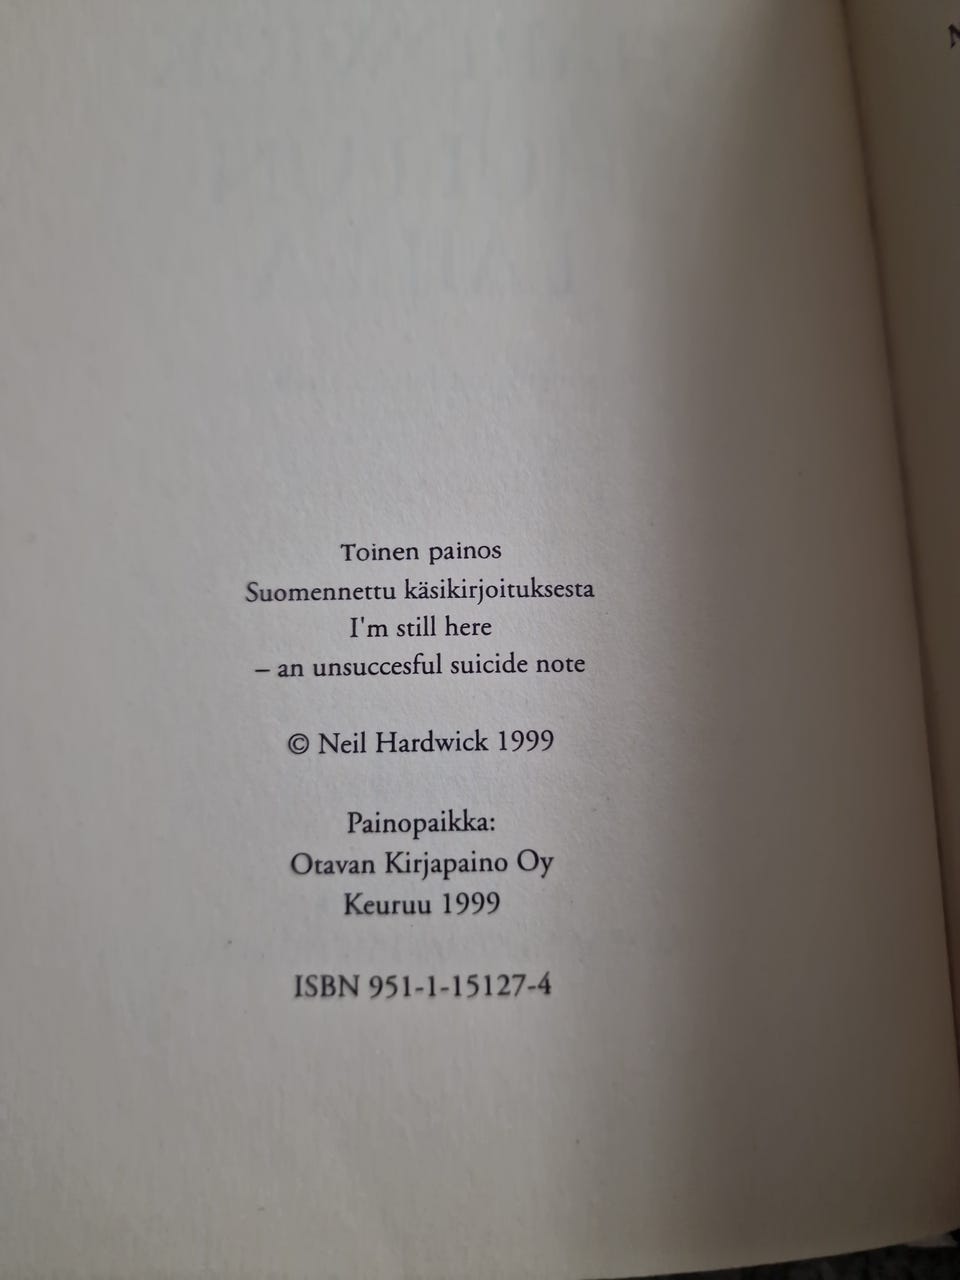 Toinen painos
Suomennettu käsikirjoituksesta
I'm still here
– an unsuccesful suicide note
© Neil Hardwick 1999
Painopaikka:
Otavan Kirjapaino Oy
Keuruu 1999
ISBN 951-1-15127-4